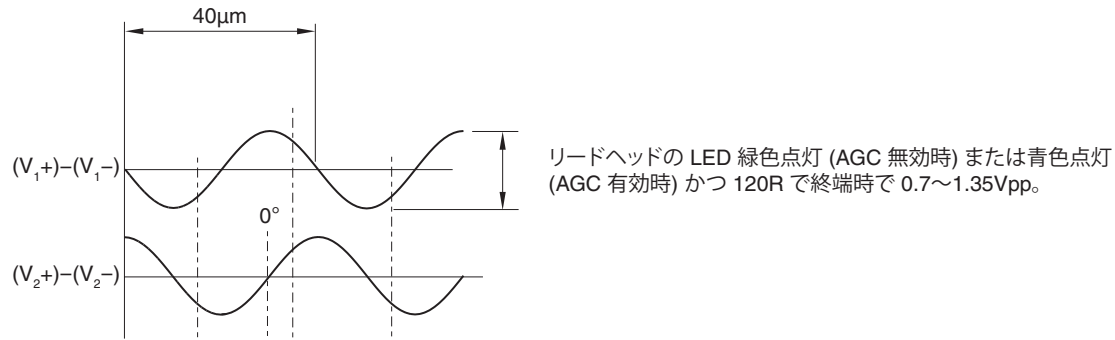 40μm
(V₁+)−(V₁−)
リードヘッドの LED 緑色点灯 (AGC 無効時) または青色点灯
(AGC 有効時) かつ 120R で終端時で 0.7～1.35Vpp。
0°
(V₂+)−(V₂−)